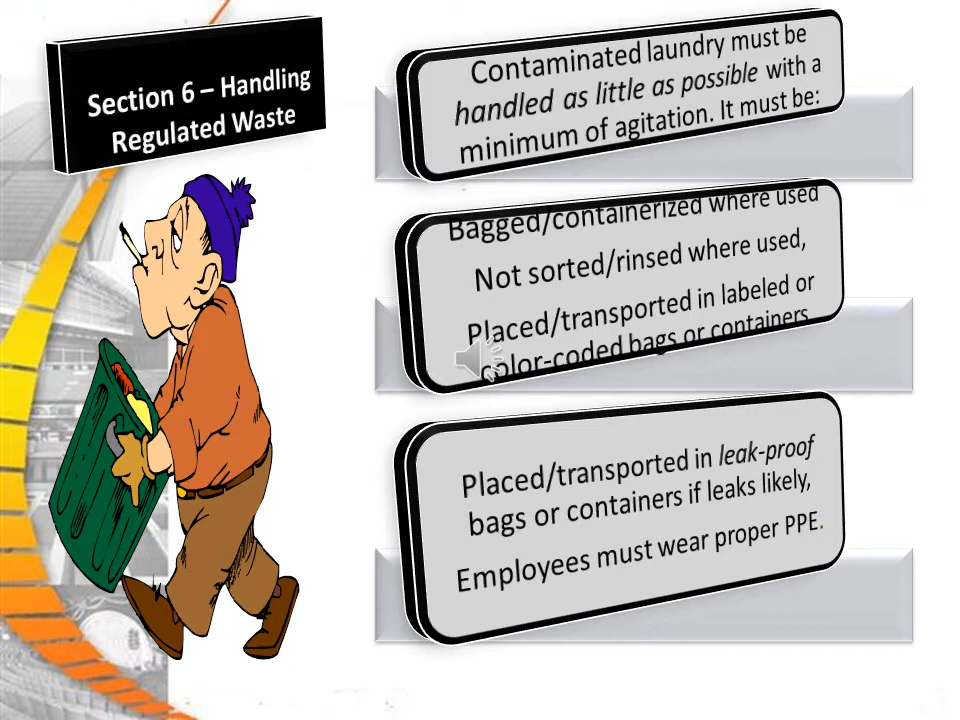 Section 6 – Handling
Regulated Waste
Contaminated laundry must be
handled as little as possible with a
minimum of agitation. It must be:
Bagged/containerized where used
Not sorted/rinsed where used,
Placed/transported in labeled or
color-coded bags or containers
Placed/transported in leak-proof
bags or containers if leaks likely,
Employees must wear proper PPE.